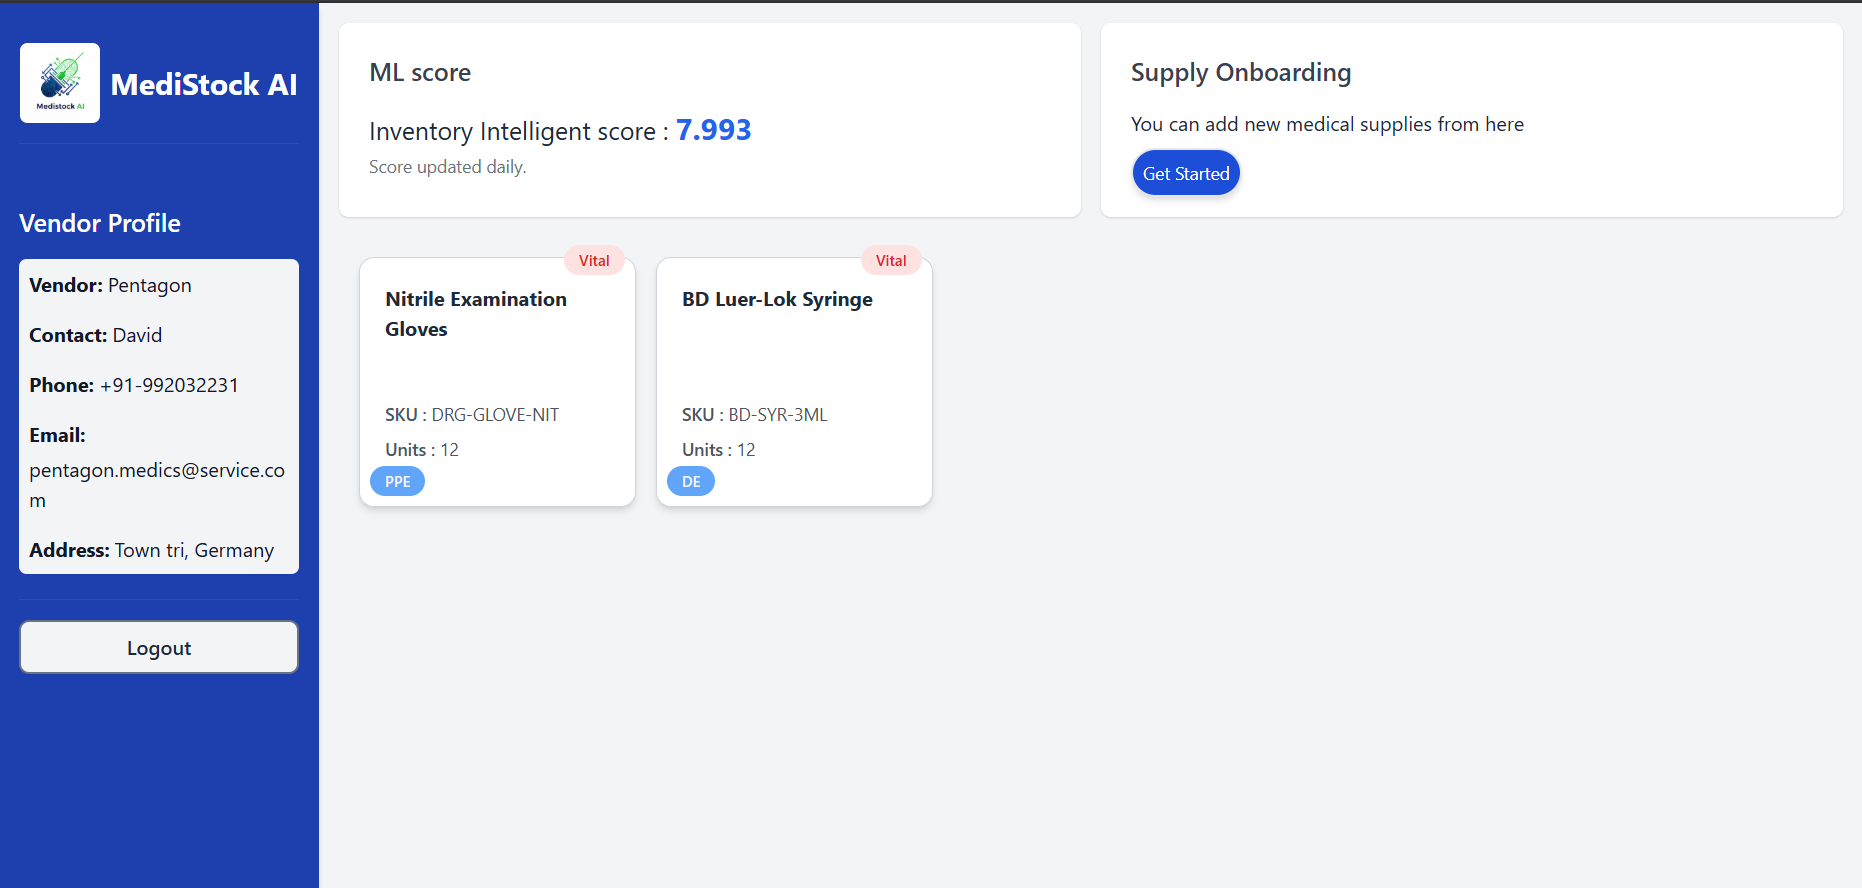 Medistock AI
MediStock AI
Vendor Profile
Vendor: Pentagon
Contact: David
Phone: +91-992032231
Email:
pentagon.medics@service.co
m
Address: Town tri, Germany
Logout
ML score
Inventory Intelligent score : 7.993
Score updated daily.
Supply Onboarding
You can add new medical supplies from here
Get Started
Vital
Nitrile Examination
Gloves
SKU : DRG-GLOVE-NIT
Units : 12
PPE
Vital
BD Luer-Lok Syringe
SKU : BD-SYR-3ML
Units : 12
DE